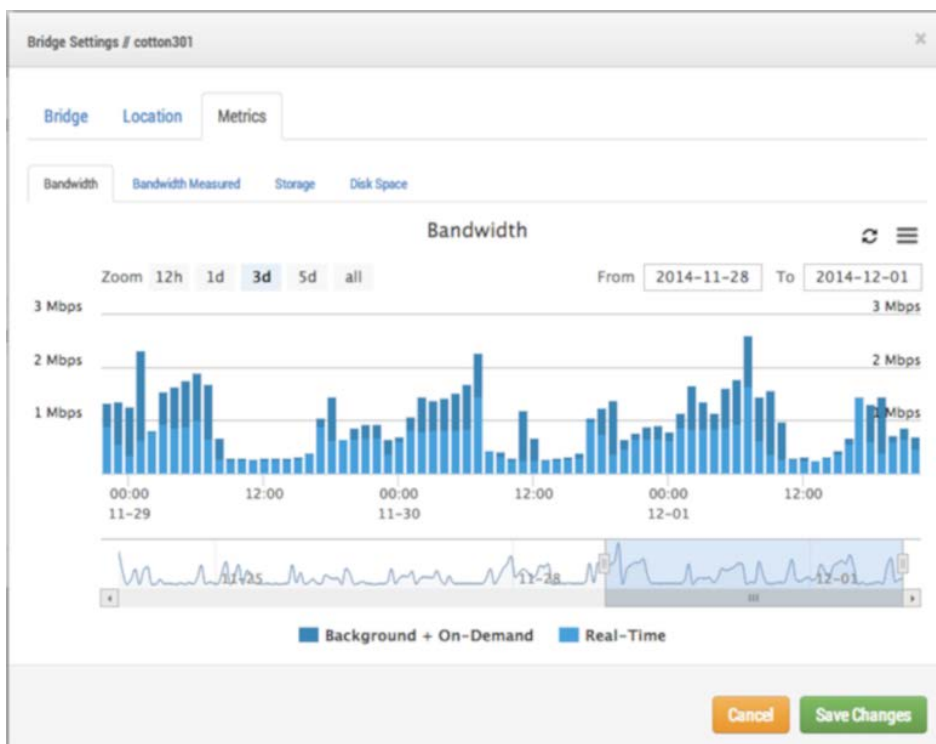 Bridge Settings // cotton301 ×
Bridge Location Metrics
Bandwidth Bandwidth Measured Storage Disk Space
Bandwidth
Zoom 12h 1d 3d 5d all From 2014-11-28 To 2014-12-01
3 Mbps 3 Mbps
2 Mbps 2 Mbps
1 Mbps 1 Mbps
00:00 12:00 00:00 12:00 00:00 12:00
11-29 11-30 12-01
11-25 11-28 12-01
Background + On-Demand Real-Time
Cancel Save Changes